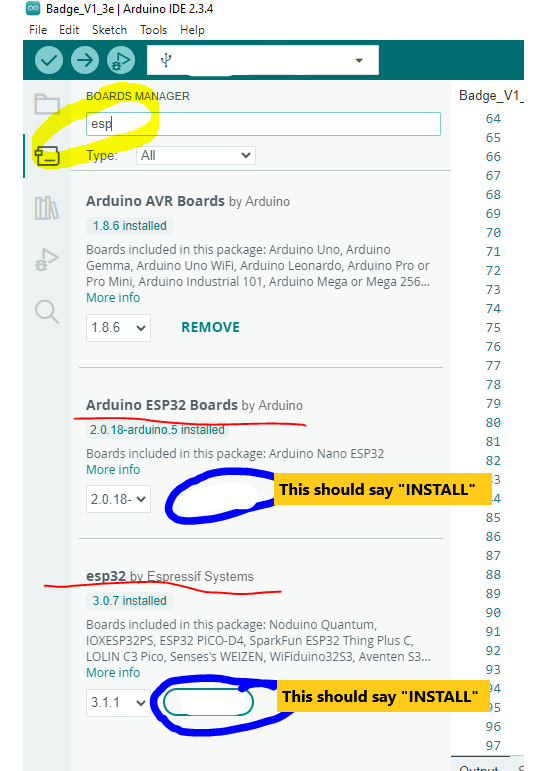 Badge_V1_3e | Arduino IDE 2.3.4
File Edit Sketch Tools Help
BOARDS MANAGER
Badge_V1_
esp
Type: All
Arduino AVR Boards by Arduino
1.8.6 installed
Boards included in this package: Arduino Uno, Arduino
Gemma, Arduino Uno WiFi, Arduino Leonardo, Arduino Pro or
Pro Mini, Arduino Industrial 101, Arduino Mega or Mega 256...
More info
1.8.6 REMOVE
Arduino ESP32 Boards by Arduino
2.0.18-arduino.5 installed
Boards included in this package: Arduino Nano ESP32
More info
2.0.18-
This should say "INSTALL"
esp32 by Espressif Systems
3.0.7 installed
Boards included in this package: Noduino Quantum,
IOXESP32PS, ESP32 PICO-D4, SparkFun ESP32 Thing Plus C,
LOLIN C3 Pico, Senses's WEIZEN, WiFiduino32S3, Aventen S3...
More info
3.1.1
This should say "INSTALL"
64
65
66
67
68
69
70
71
72
73
74
75
76
77
78
79
80
81
82
3
4
85
86
87
88
89
90
91
92
93
94
95
96
97
Output